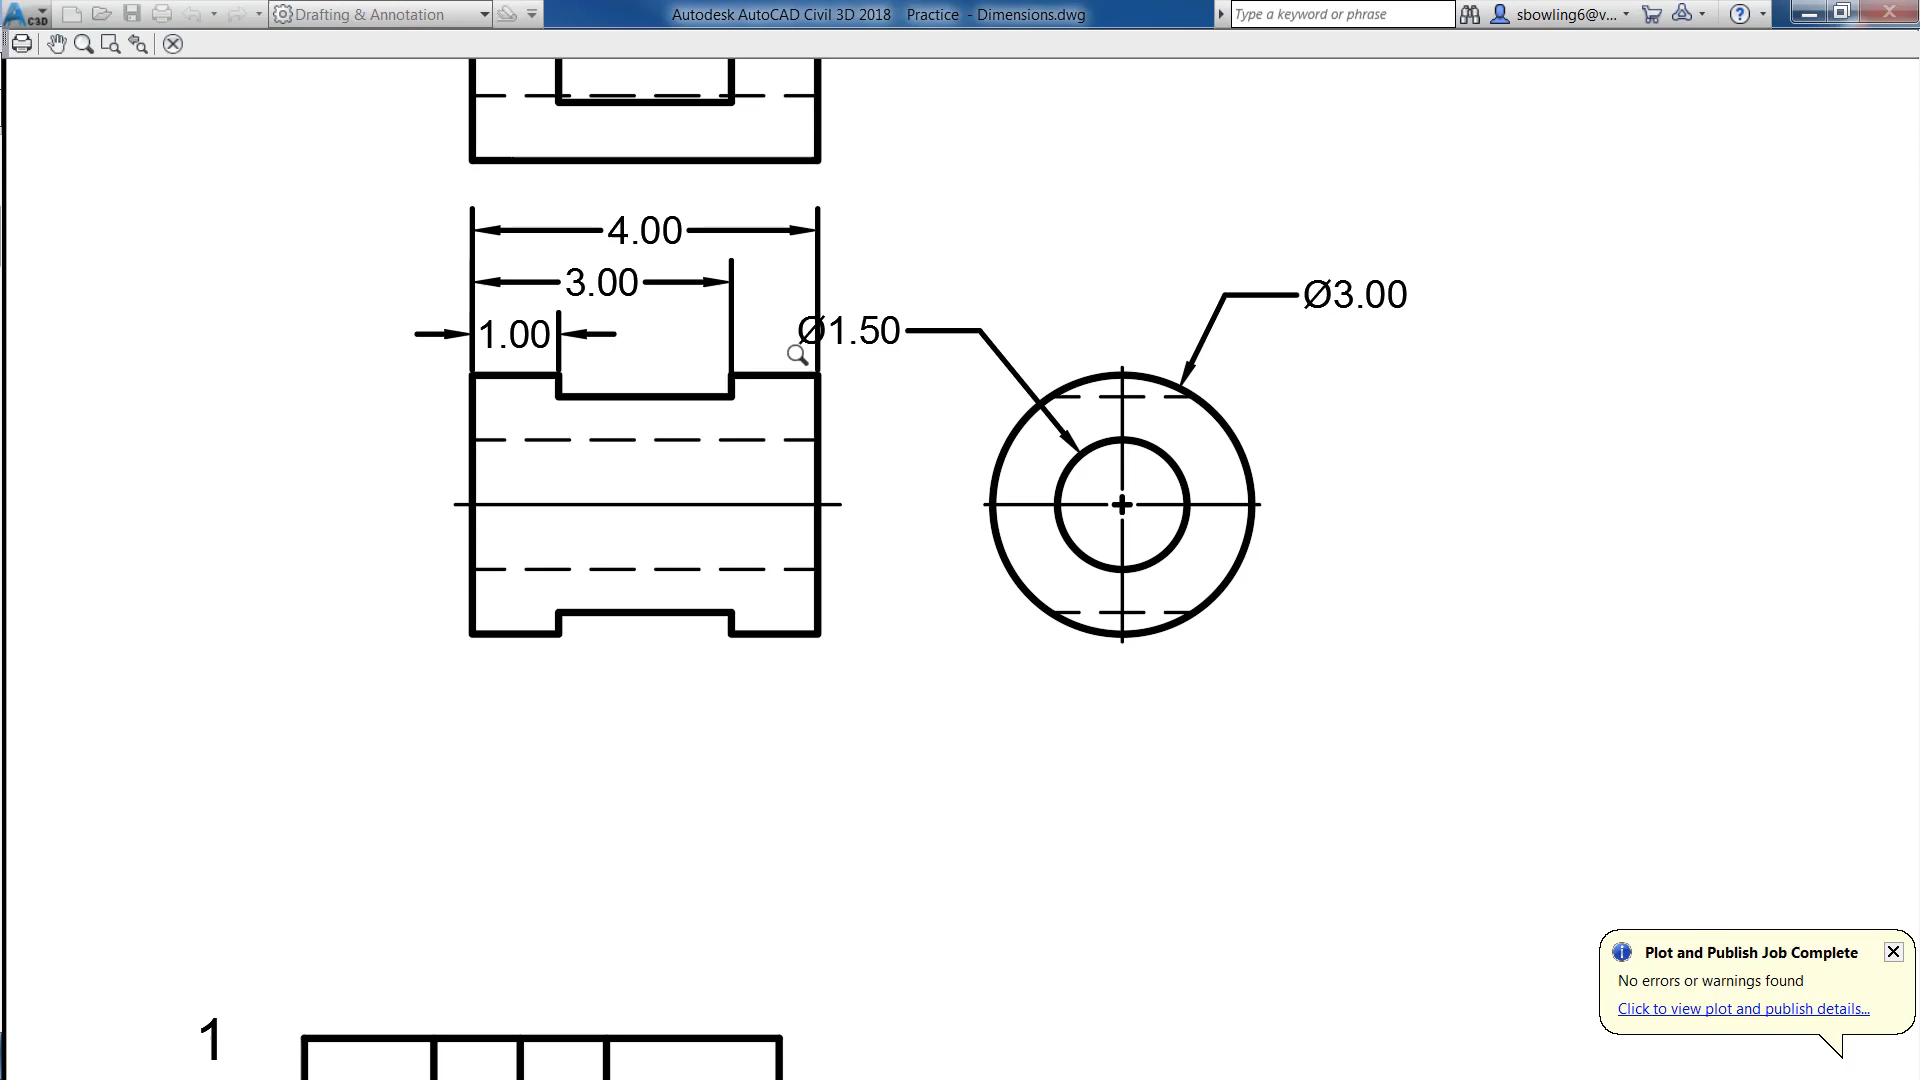 C3D
Drafting & Annotation
Autodesk AutoCAD Civil 3D 2018 Practice - Dimensions.dwg
Type a keyword or phrase
sbowling6@v...
4.00
3.00
1.00
Ø1.50
Ø3.00
Plot and Publish Job Complete
No errors or warnings found
Click to view plot and publish details...
1